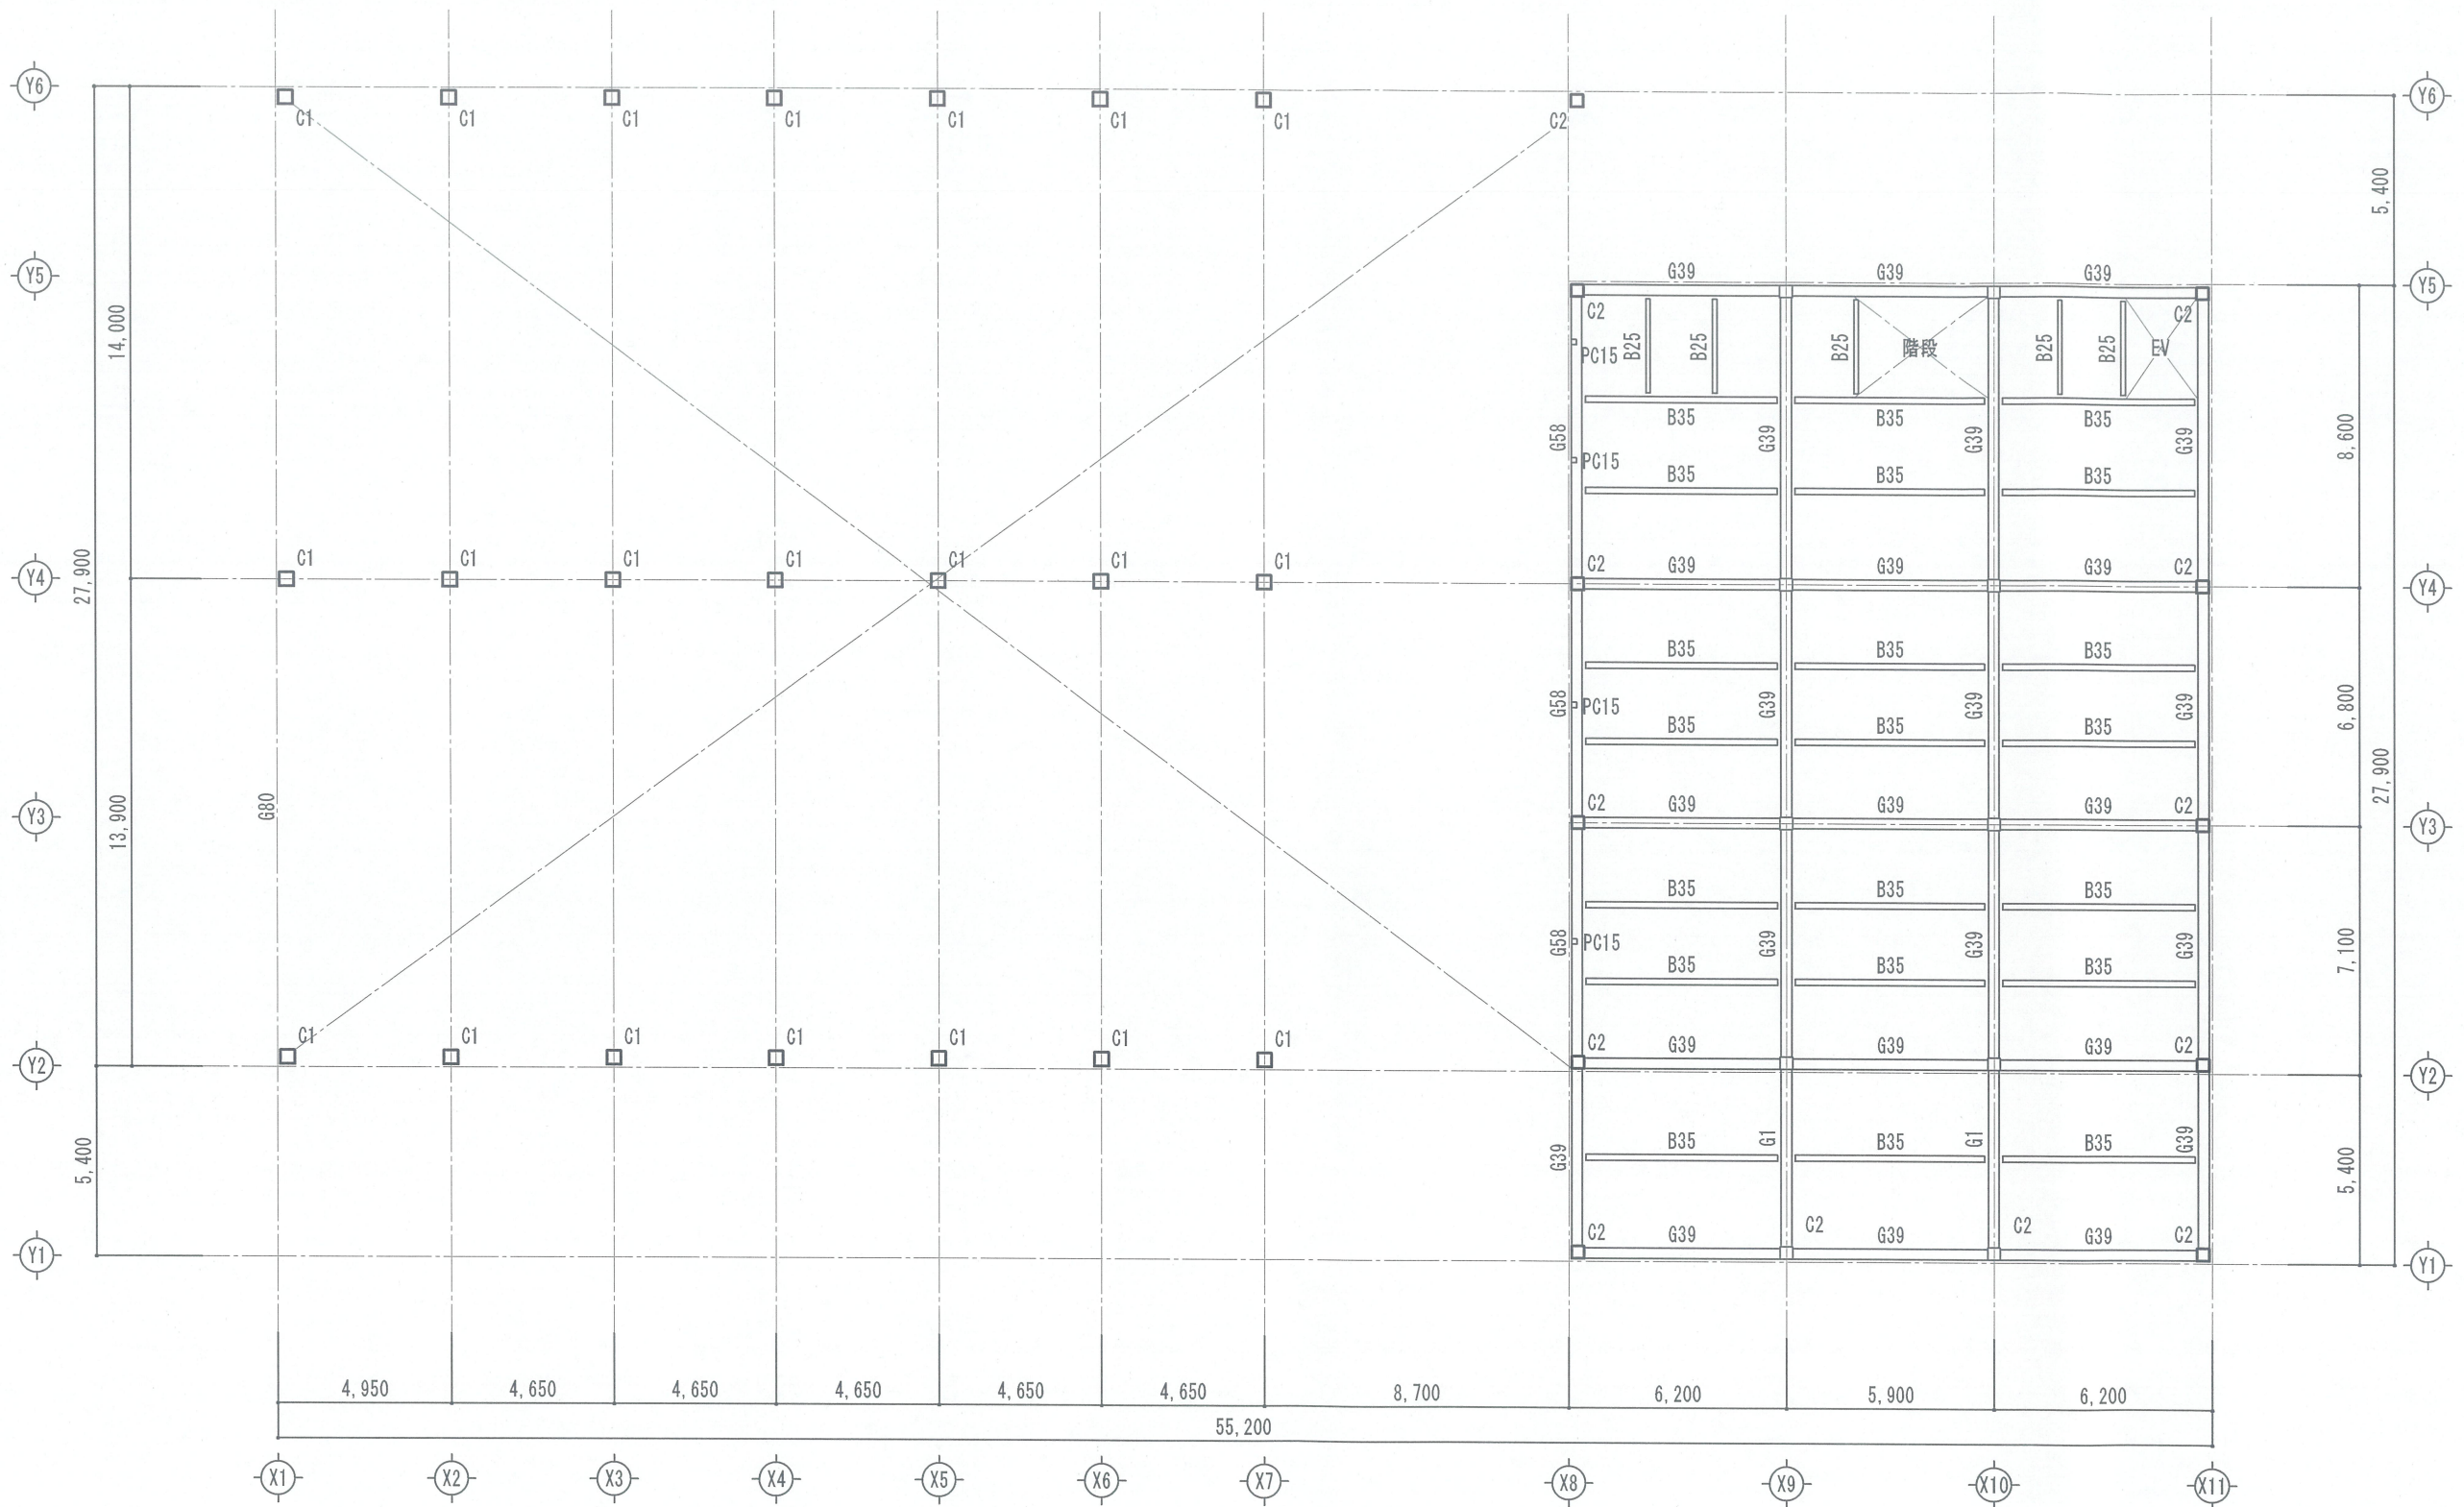 Y6
Y6
C1
C1
C1
C1
C1
C1
C1
C2
5,400
Y5
Y5
14,000
G39
G39
G39
C2
C2
PC15
B25
B25
B25
階段
B25
B25
EV
B35
B35
B35
G58
G39
G39
G39
8,600
PC15
B35
B35
B35
Y4
Y4
27,900
C1
C1
C1
C1
C1
C1
C1
C2
G39
G39
G39
C2
B35
B35
B35
G58
PC15
G39
G39
G39
6,800
B35
B35
B35
27,900
Y3
Y3
13,900
G80
C2
G39
G39
G39
C2
B35
B35
B35
G58
PC15
G39
G39
G39
7,100
B35
B35
B35
Y2
Y2
C1
C1
C1
C1
C1
C1
C1
C2
G39
G39
G39
C2
5,400
G39
B35
G1
B35
G1
B35
G39
5,400
C2
G39
C2
G39
C2
G39
C2
Y1
Y1
4,950
4,650
4,650
4,650
4,650
4,650
8,700
6,200
5,900
6,200
55,200
X1
X2
X3
X4
X5
X6
X7
X8
X9
X10
X11